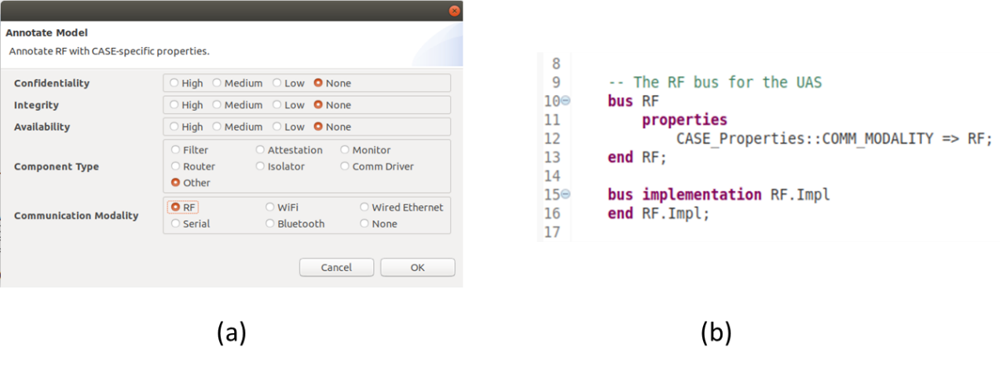 Annotate Model
Annotate RF with CASE-specific properties.
Confidentiality High Medium Low None
Integrity High Medium Low None
Availability High Medium Low None
Component Type
Filter Attestation Monitor
Router Isolator Comm Driver
Other
Communication Modality
RF WiFi Wired Ethernet
Serial Bluetooth None
Cancel OK
(a)
8
9 -- The RF bus for the UAS
10 bus RF
11 properties
12 CASE_Properties::COMM_MODALITY => RF;
13 end RF;
14
15 bus implementation RF.Impl
16 end RF.Impl;
17
(b)